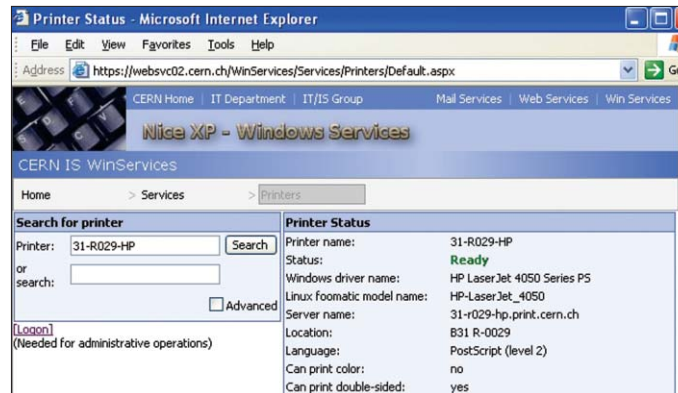 Printer Status - Microsoft Internet Explorer
File Edit View Favorites Tools Help
Address https://websvc02.cern.ch/WinServices/Services/Printers/Default.aspx
CERN Home | IT Department | IT/IS Group Mail Services | Web Services | Win Services
Nice XP - Windows Services
CERN IS WinServices
Home > Services > Printers
Search for printer
Printer: 31-R029-HP Search
or
search:
Advanced
[Logon]
(Needed for administrative operations)
Printer Status
Printer name: 31-R029-HP
Status: Ready
Windows driver name: HP LaserJet 4050 Series PS
Linux foomatic model name: HP-LaserJet_4050
Server name: 31-r029-hp.print.cern.ch
Location: B31 R-0029
Language: PostScript (level 2)
Can print color: no
Can print double-sided: yes